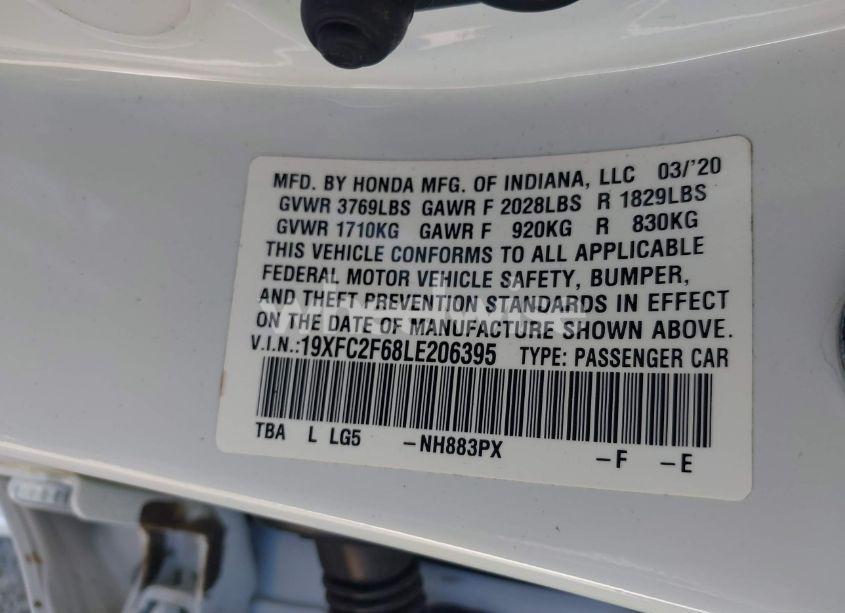 MFD. BY HONDA MFG. OF INDIANA, LLC 03/'20
GVWR 3769LBS GAWR F 2028LBS R 1829LBS
GVWR 1710KG GAWR F 920KG R 830KG
THIS VEHICLE CONFORMS TO ALL APPLICABLE
FEDERAL MOTOR VEHICLE SAFETY, BUMPER,
AND THEFT PREVENTION STANDARDS IN EFFECT
ON THE DATE OF MANUFACTURE SHOWN ABOVE.
V.I.N.:19XFC2F68LE206395 TYPE: PASSENGER CAR
TBA L LG5 –NH883PX –F –E